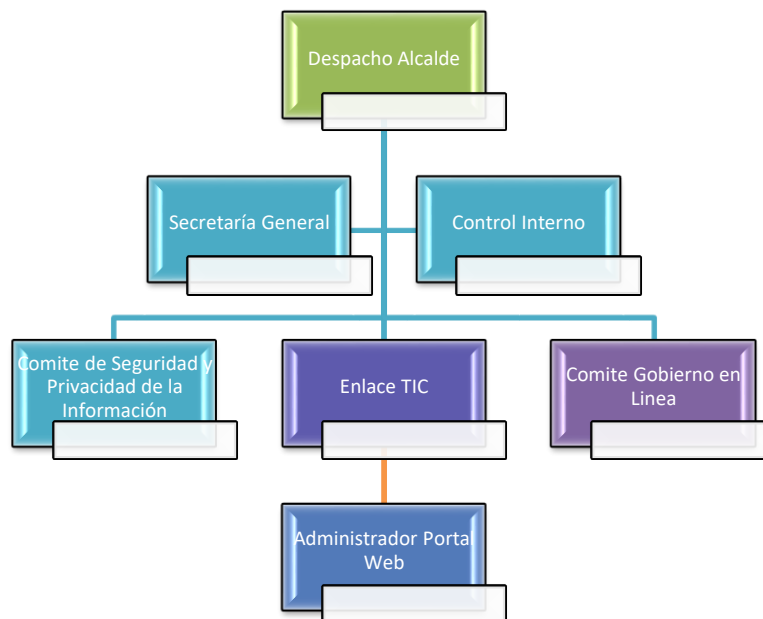 Despacho Alcalde
Secretaría General
Control Interno
Comite de Seguridad y
Privacidad de la
Información
Enlace TIC
Comite Gobierno en
Linea
Administrador Portal
Web